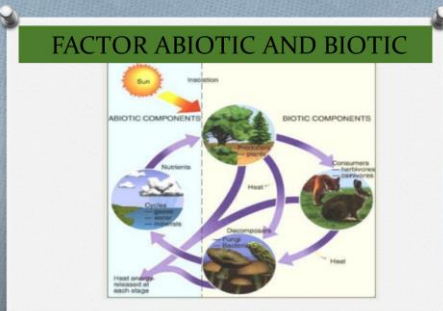 FACTOR ABIOTIC AND BIOTIC
Sun
Insolation
ABIOTIC COMPONENTS
BIOTIC COMPONENTS
Producers
— plants
Nutrients
Consumers
— herbivores
— carnivores
Heat
Cycles
— gases
— water
— minerals
Decomposers
— Fungi
— Bacteria
Heat
Heat energy
released at
each stage